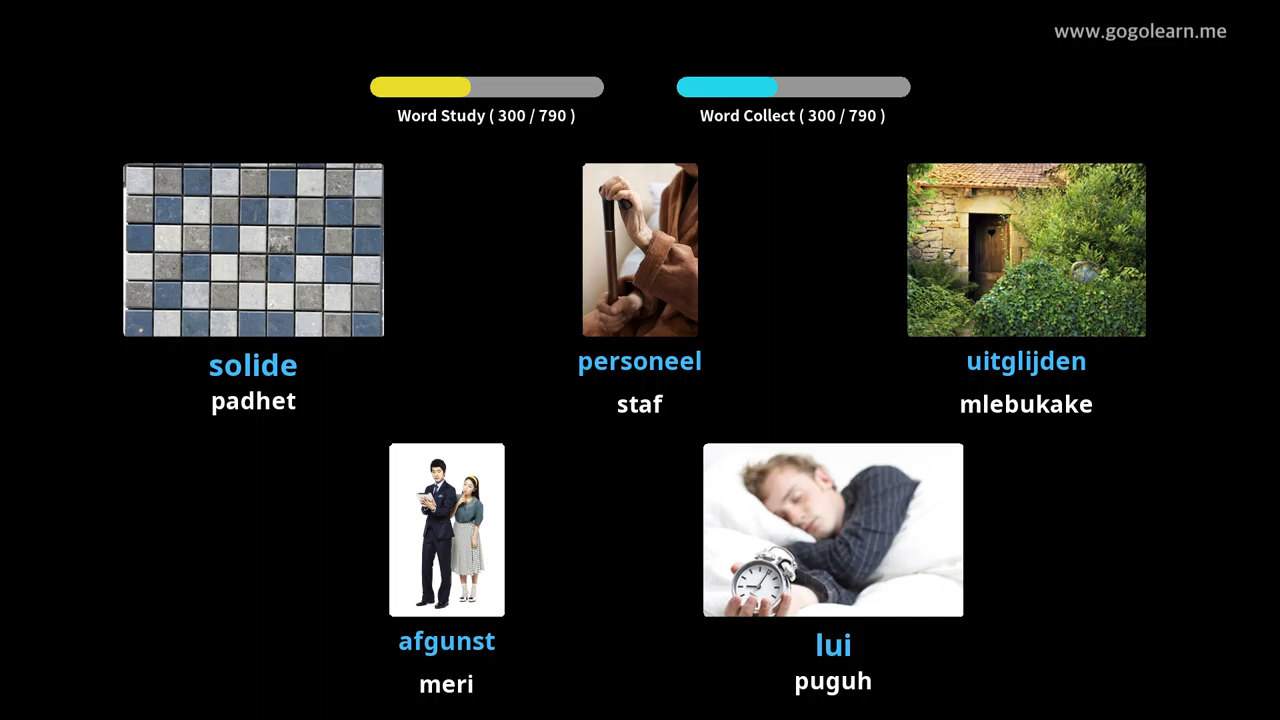 www.gogolearn.me
Word Study ( 300 / 790 )
Word Collect ( 300 / 790 )
solide
padhet
personeel
staf
uitglijden
mlebukake
afgunst
meri
lui
puguh